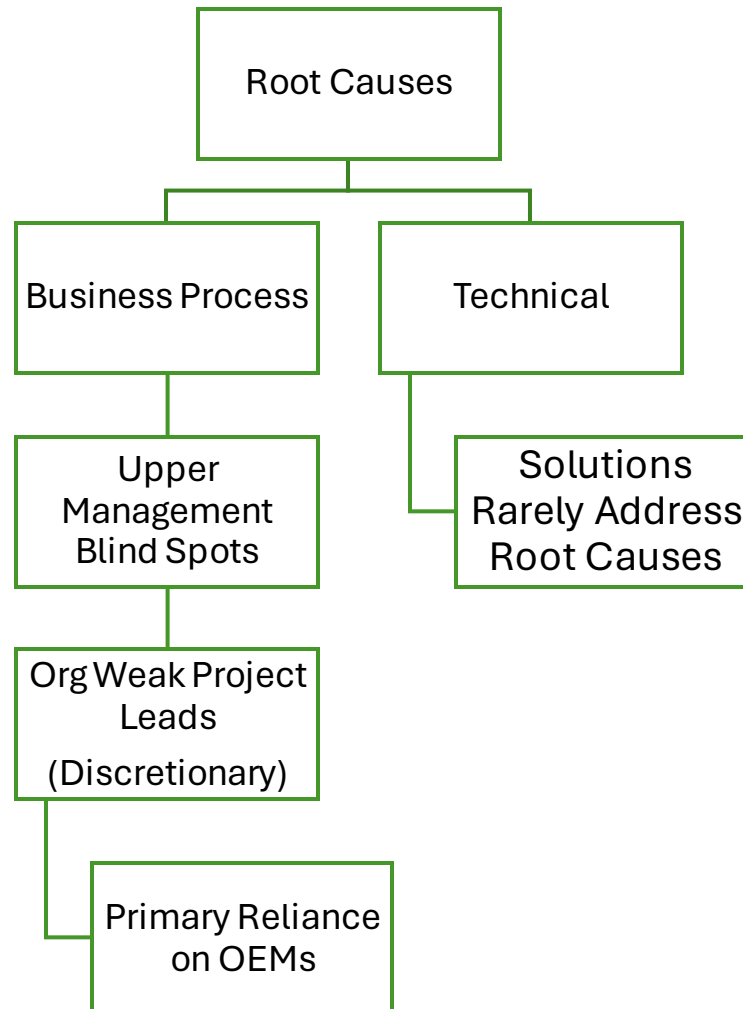 Root Causes
Business Process
Technical
Upper
Management
Blind Spots
Solutions
Rarely Address
Root Causes
Org Weak Project
Leads
(Discretionary)
Primary Reliance
on OEMs